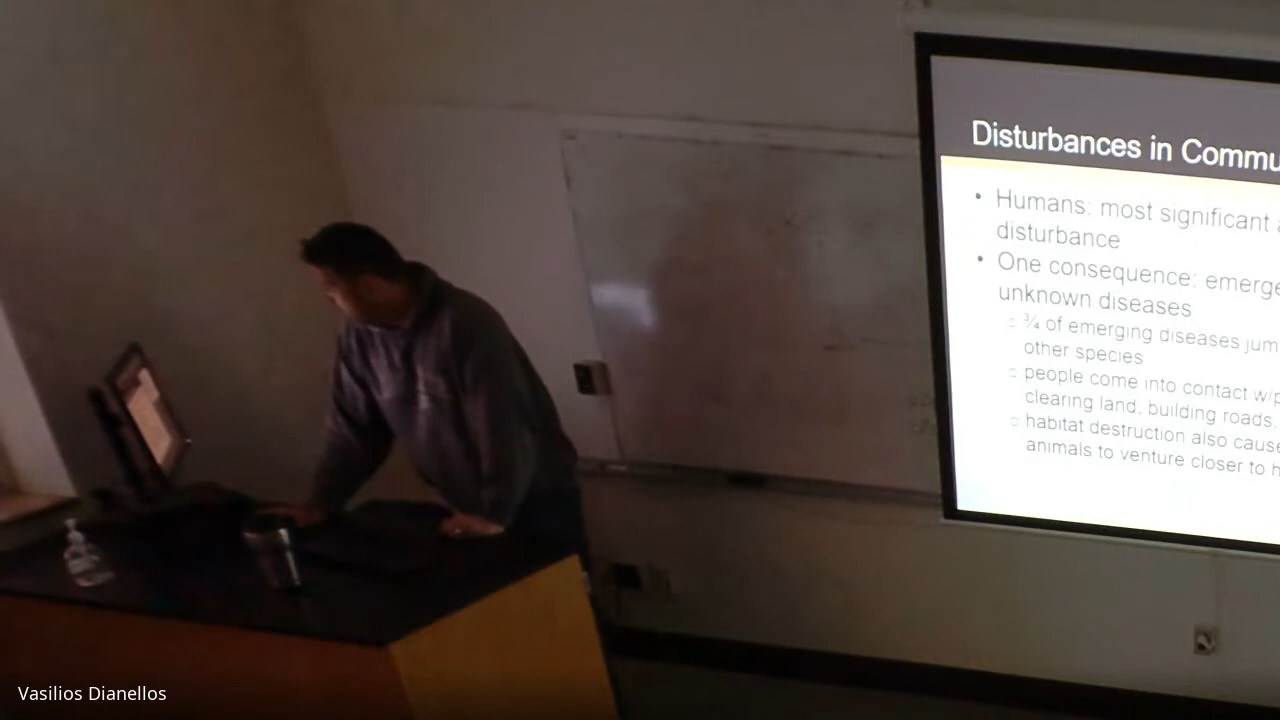 Disturbances in Commu
• Humans: most significant
disturbance
• One consequence: emerge
unknown diseases
○ ¾ of emerging diseases jum
other species
○ people come into contact w/p
clearing land, building roads,
○ habitat destruction also cause
animals to venture closer to h
Vasilios Dianellos